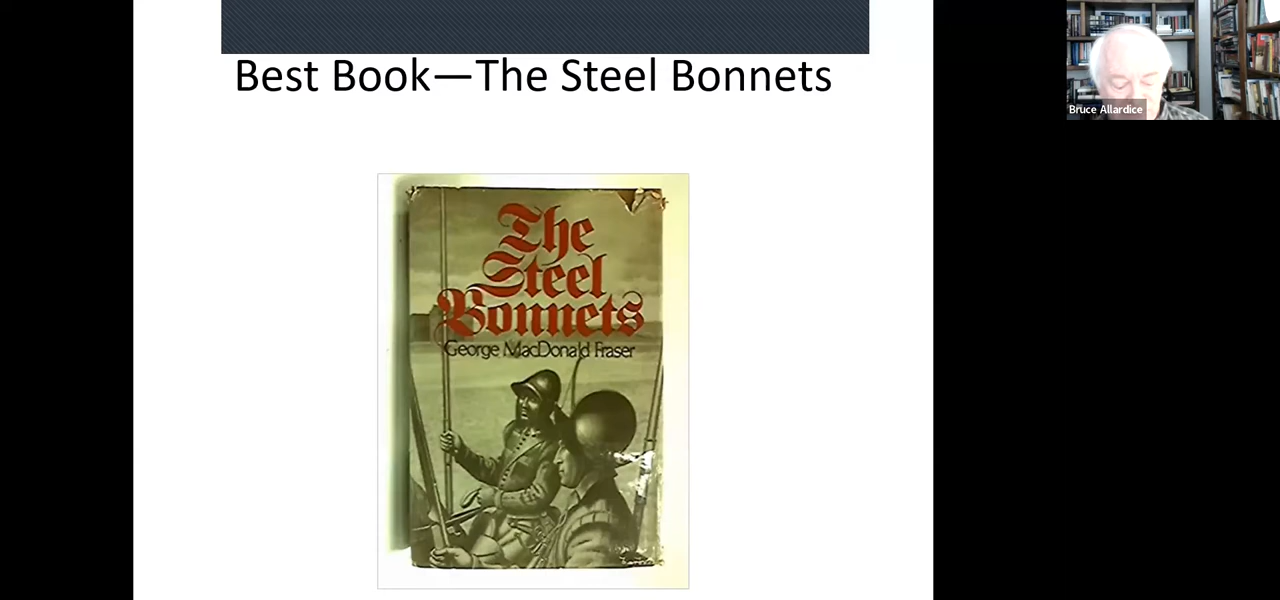 Best Book—The Steel Bonnets
Bruce Allardice
The
Steel
Bonnets
George MacDonald Fraser